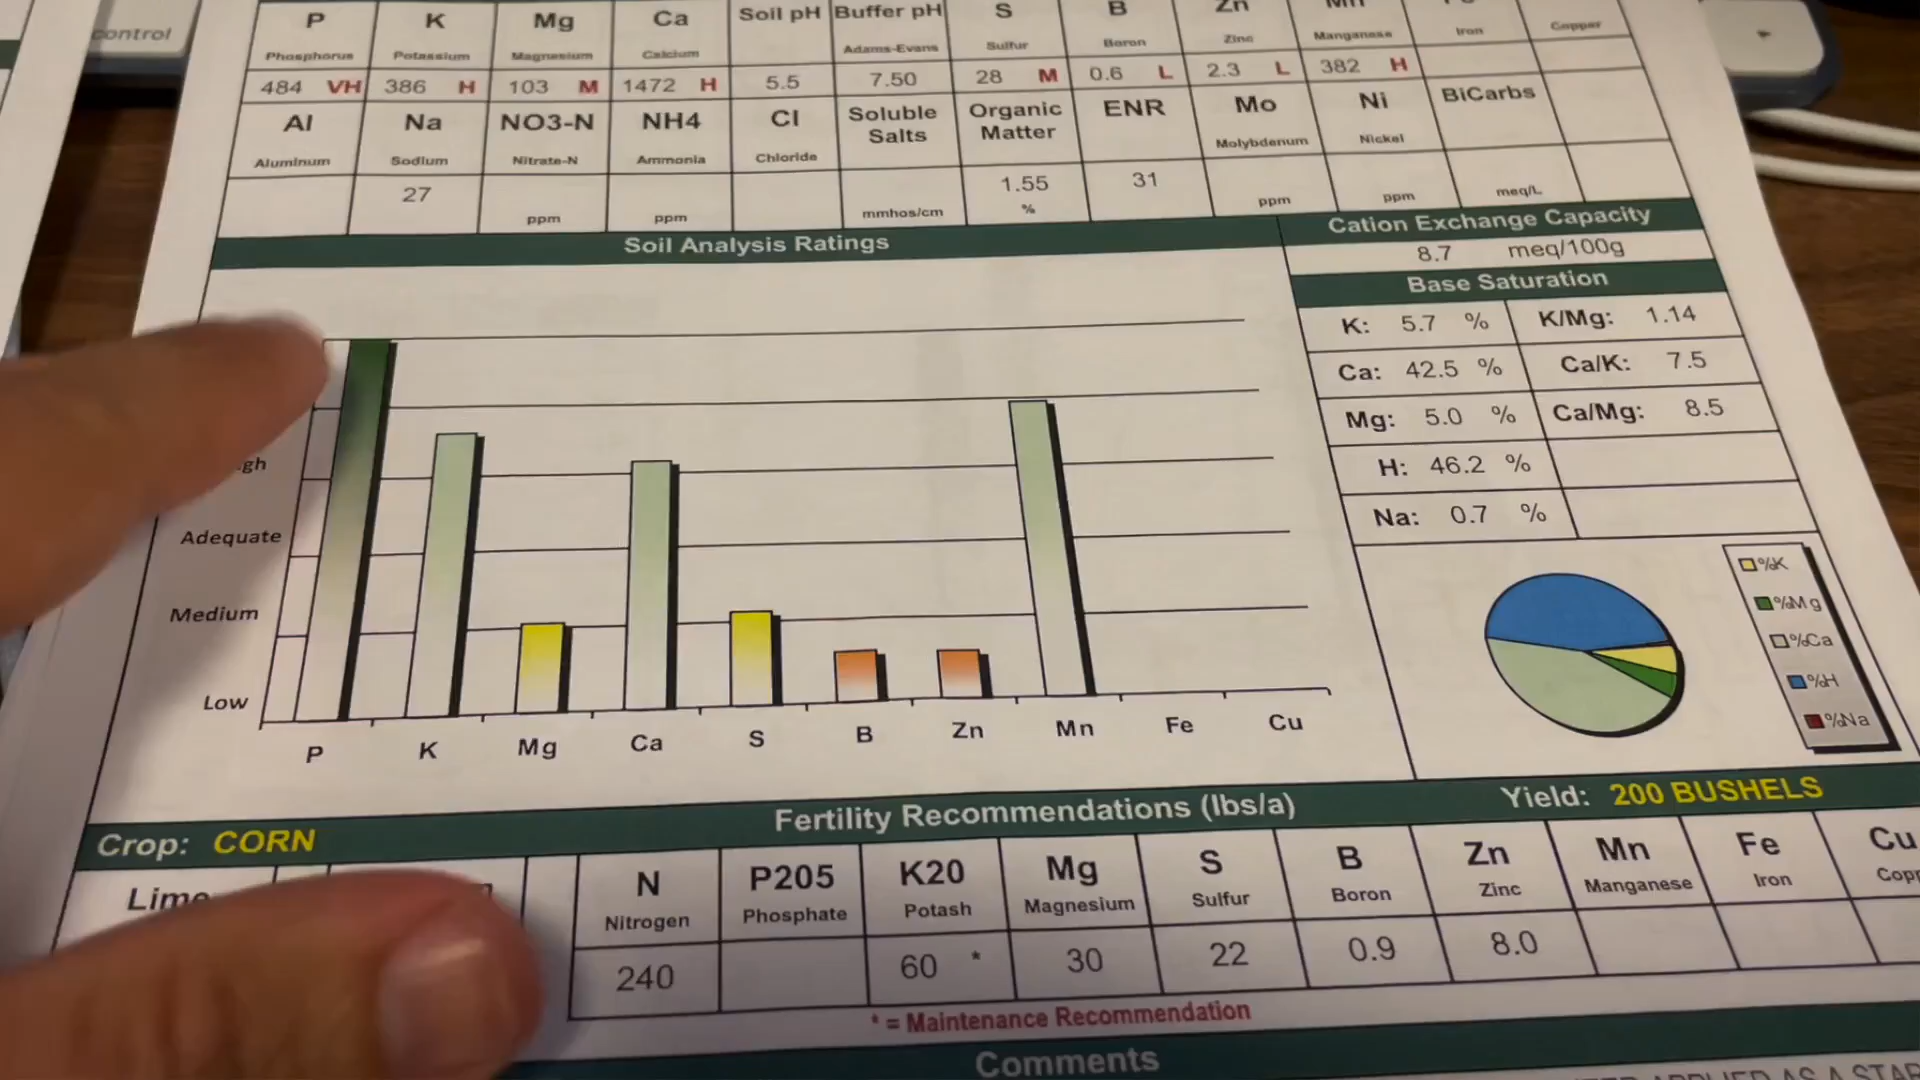 control
P K Mg Ca Soil pH Buffer pH S B Zn
Phosphorus Potassium Magnesium Calcium Adams-Evans Sulfur Boron Zinc Manganese Iron Copper
484 VH 386 H 103 M 1472 H 5.5 7.50 28 M 0.6 L 2.3 L 382 H
Al Na NO3-N NH4 Cl Soluble Salts Organic Matter ENR Mo Ni BiCarbs
Aluminum Sodium Nitrate-N Ammonia Chloride Molybdenum Nickel
27 ppm ppm mmhos/cm 1.55 % 31 ppm ppm meq/L
Soil Analysis Ratings
Cation Exchange Capacity
8.7 meq/100g
Base Saturation
K: 5.7 % K/Mg: 1.14
Ca: 42.5 % Ca/K: 7.5
Mg: 5.0 % Ca/Mg: 8.5
H: 46.2 %
Na: 0.7 %
Adequate
Medium
Low
P K Mg Ca S B Zn Mn Fe Cu
%K
%Mg
%Ca
%H
%Na
Crop: CORN Fertility Recommendations (lbs/a) Yield: 200 BUSHELS
Lime N P205 K20 Mg S B Zn Mn Fe Cu
Nitrogen Phosphate Potash Magnesium Sulfur Boron Zinc Manganese Iron
240 60 * 30 22 0.9 8.0
* = Maintenance Recommendation
Comments
APPLIED AS A